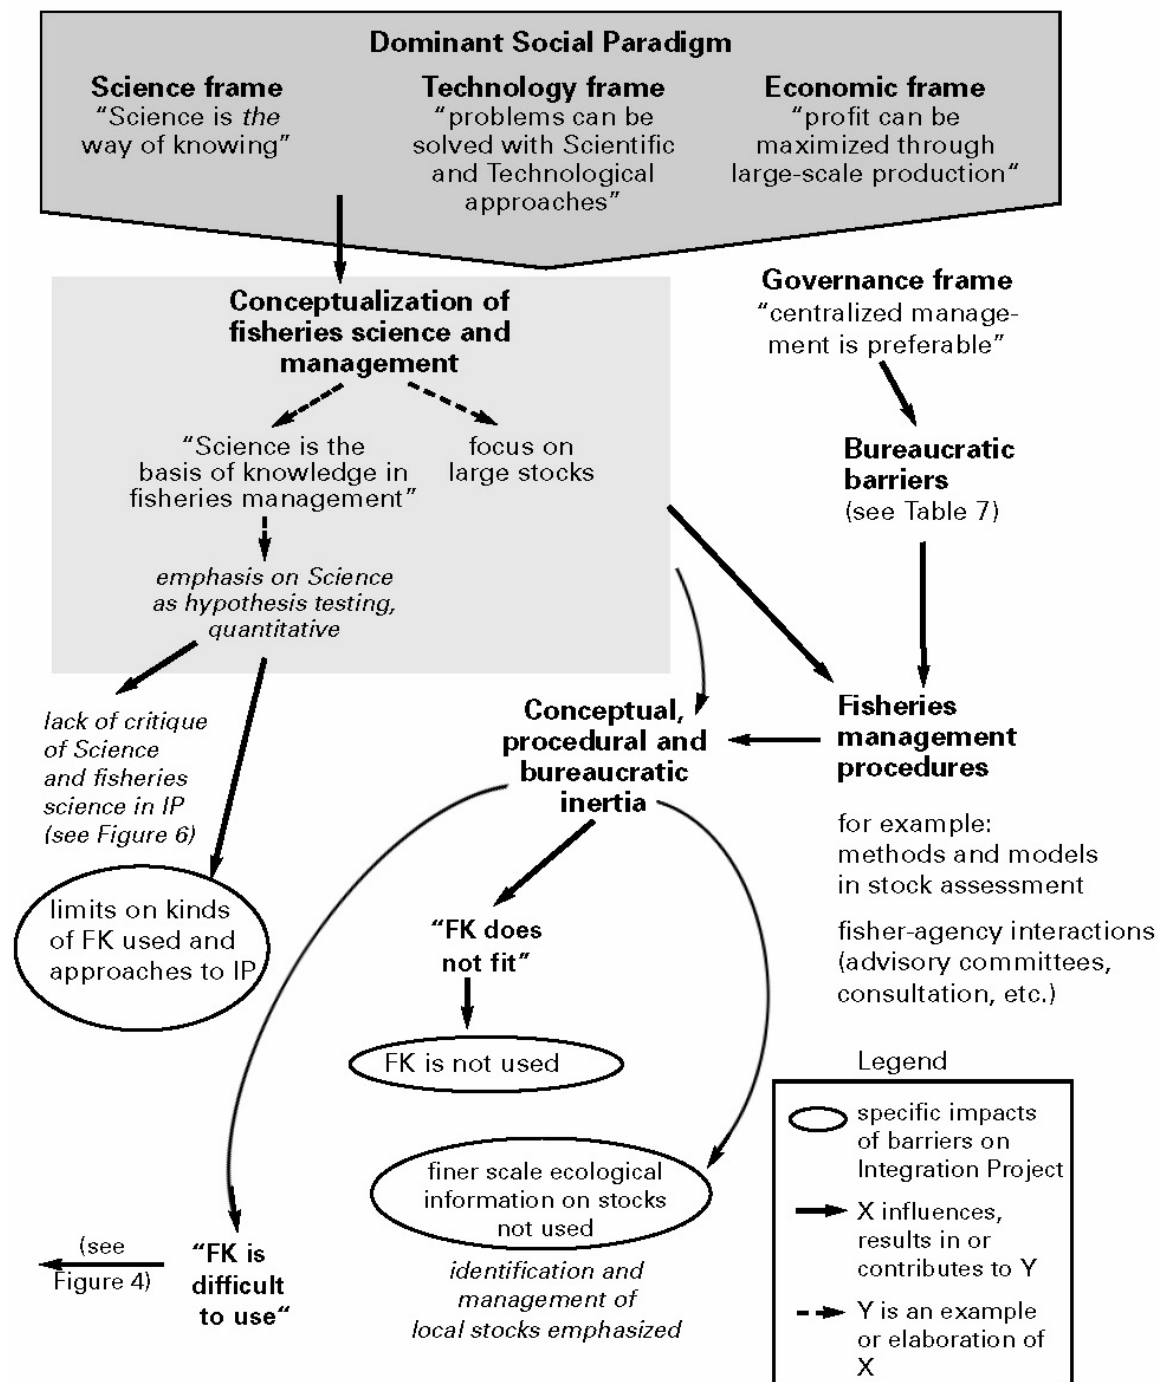 Dominant Social Paradigm
Science frame
“Science is the
way of knowing”
Technology frame
“problems can be
solved with Scientific
and Technological
approaches”
Economic frame
“profit can be
maximized through
large-scale production“
Governance frame
“centralized manage-
ment is preferable”
Conceptualization of
fisheries science and
management
“Science is the
basis of knowledge in
fisheries management”
focus on
large stocks
Bureaucratic
barriers
(see Table 7)
emphasis on Science
as hypothesis testing,
quantitative
lack of critique
of Science
and fisheries
science in IP
(see Figure 6)
Conceptual,
procedural and
bureaucratic
inertia
Fisheries
management
procedures
for example:
methods and models
in stock assessment
fisher-agency interactions
(advisory committees,
consultation, etc.)
limits on kinds
of FK used and
approaches to IP
“FK does
not fit”
FK is not used
finer scale ecological
information on stocks
not used
identification and
management of
local stocks emphasized
(see
Figure 4)
“FK is
difficult
to use“
Legend
specific impacts
of barriers on
Integration Project
X influences,
results in or
contributes to Y
Y is an example
or elaboration of
X